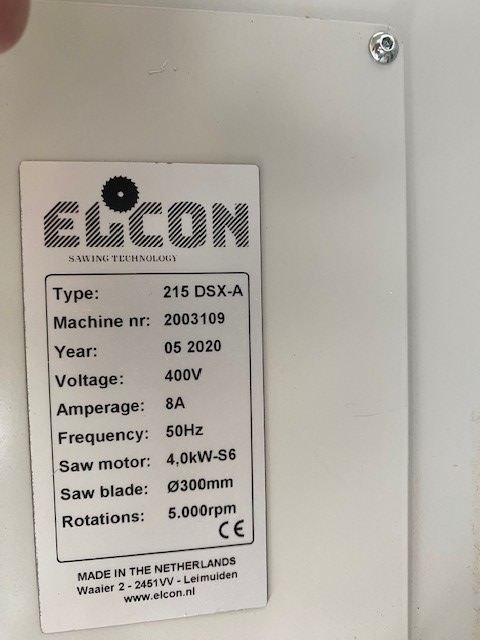 ELCON
SAWING TECHNOLOGY
Type: 215 DSX-A
Machine nr: 2003109
Year: 05 2020
Voltage: 400V
Amperage: 8A
Frequency: 50Hz
Saw motor: 4,0kW-S6
Saw blade: Ø300mm
Rotations: 5.000rpm
CE
MADE IN THE NETHERLANDS
Waaier 2 - 2451VV - Leimuiden
www.elcon.nl